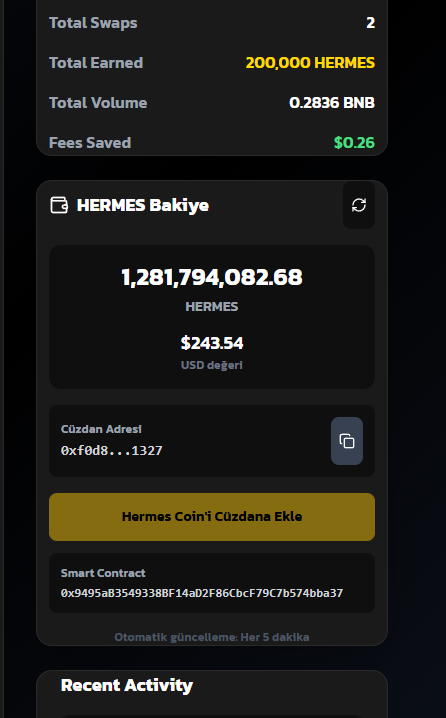 Total Swaps 2
Total Earned 200,000 HERMES
Total Volume 0.2836 BNB
Fees Saved $0.26
HERMES Bakiye
1,281,794,082.68
HERMES
$243.54
USD değeri
Cüzdan Adresi
0xf0d8...1327
Hermes Coin'i Cüzdana Ekle
Smart Contract
0x9495aB3549338BF14aD2F86CbcF79C7b574bba37
Otomatik güncelleme: Her 5 dakika
Recent Activity